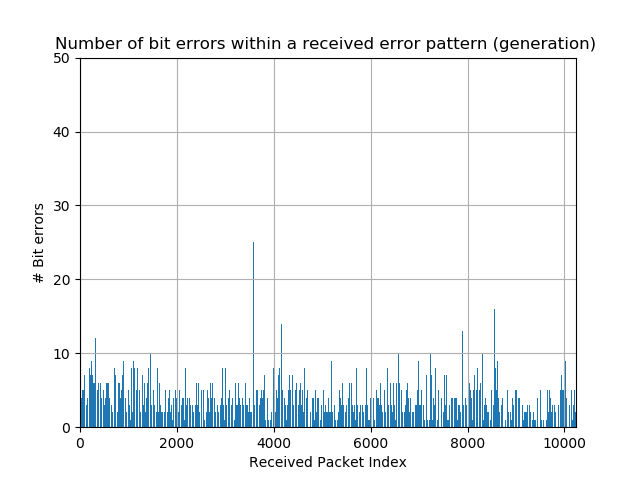 Number of bit errors within a received error pattern (generation)
50
40
30
20
10
0
# Bit errors
0 2000 4000 6000 8000 10000
Received Packet Index